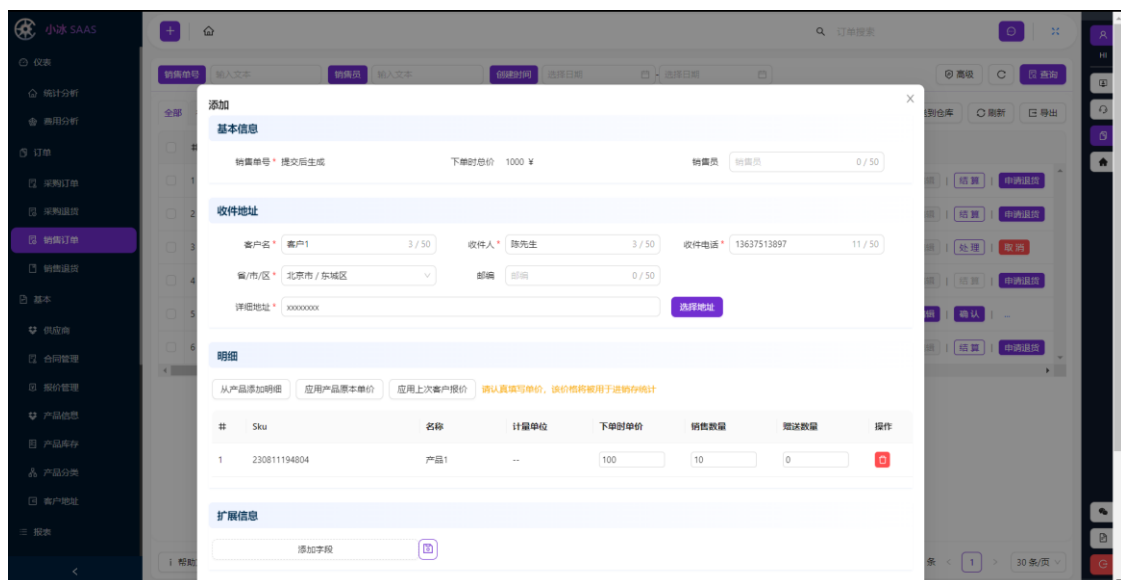 小冰 SAAS
订单搜索
仪表
统计分析
商用分析
订单
采购订单
采购退货
销售订单
销售退货
基本
供应商
合同管理
报价管理
产品信息
产品库存
产品分类
客户地址
报表
销售单号 输入文本 销售员 输入文本 创建时间 选择日期 - 选择日期 高级 查询
全部 到仓库 刷新 导出
HI
添加
基本信息
销售单号 * 提交后生成 下单时总价 1000 ¥ 销售员 销售员 0 / 50
收件地址
客户名 * 客户1 3 / 50 收件人 * 陈先生 3 / 50 收件电话 * 13637513897 11 / 50
省/市/区 * 北京市 / 东城区 邮编 邮编 0 / 50
详细地址 * xxxxxxxx 选择地址
明细
从产品添加明细 应用产品原本单价 应用上次客户报价 请认真填写单价，该价格将被用于进销存统计
# Sku 名称 计量单位 下单时单价 销售数量 赠送数量 操作
1 230811194804 产品1 -- 100 10 0
扩展信息
添加字段
#
1 结算 | 申请退货
2 结算 | 申请退货
3 处理 | 取消
4 结算 | 申请退货
5 确认 | ...
6 结算 | 申请退货
帮助
条 < 1 > 30 条/页